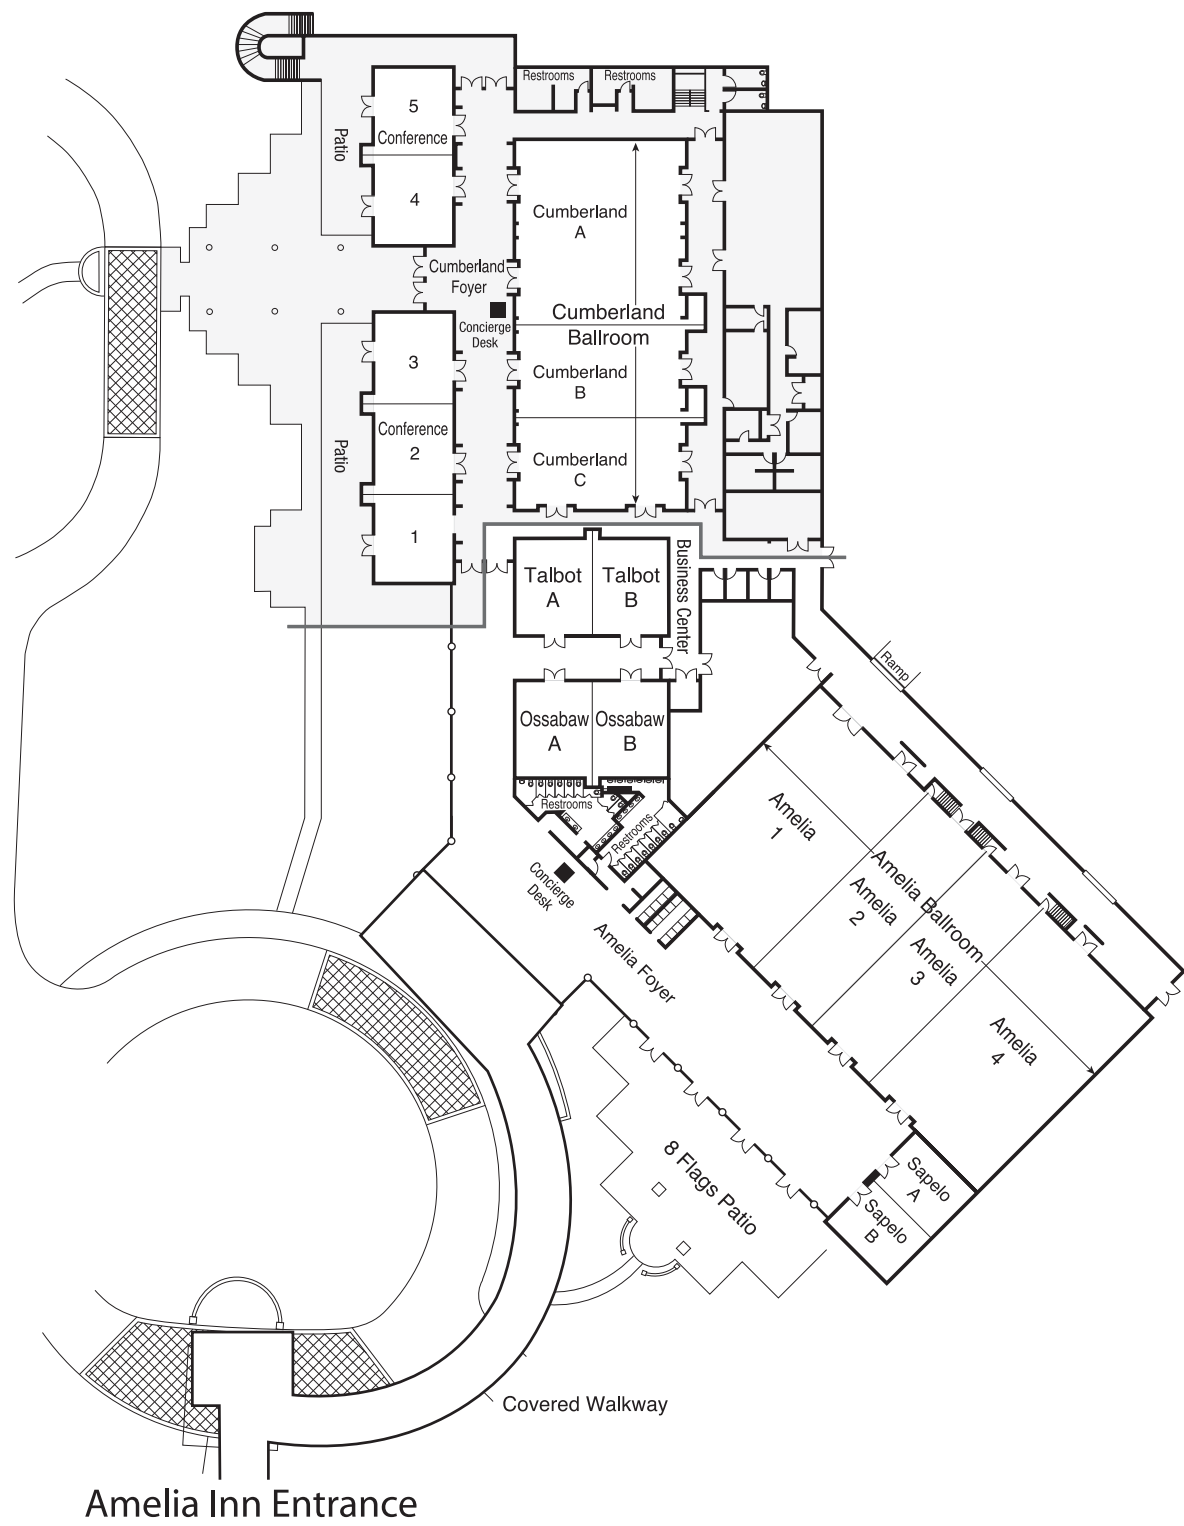 Restrooms
Restrooms
5
Conference
4
Patio
Cumberland
A
Cumberland
Foyer
Concierge
Desk
Cumberland
Ballroom
3
Conference
2
Patio
1
Cumberland
B
Cumberland
C
Talbot
A
Talbot
B
Business Center
Ossabaw
A
Ossabaw
B
Restrooms
Restrooms
Ramp
Concierge
Desk
Amelia Foyer
Amelia
1
Amelia Ballroom
Amelia
2
Amelia
3
Amelia
4
Sapelo
A
Sapelo
B
8 Flags Patio
Covered Walkway
Amelia Inn Entrance